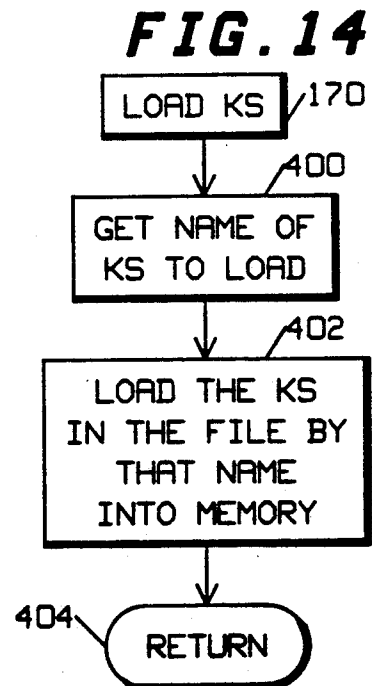 FIG.14
LOAD KS
170
400
GET NAME OF
KS TO LOAD
402
LOAD THE KS
IN THE FILE BY
THAT NAME
INTO MEMORY
404
RETURN